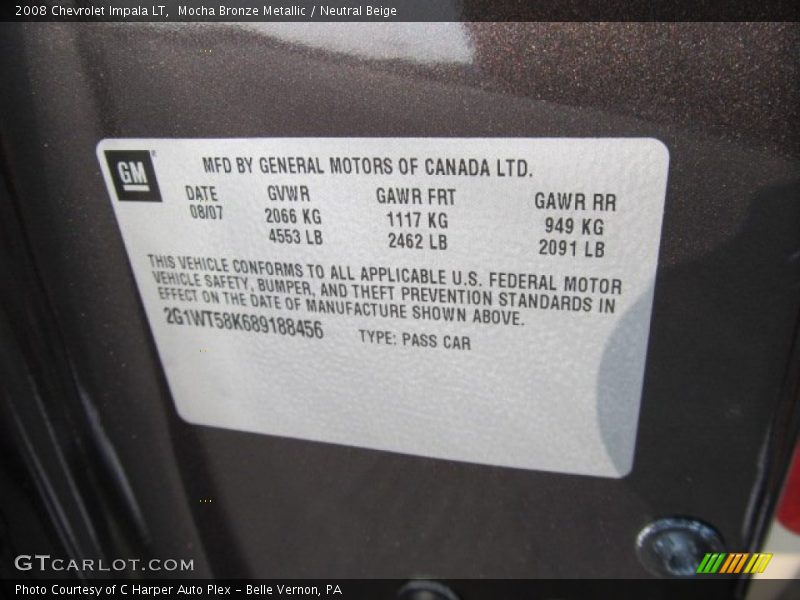 2008 Chevrolet Impala LT, Mocha Bronze Metallic / Neutral Beige
GM
MFD BY GENERAL MOTORS OF CANADA LTD.
DATE GVWR GAWR FRT GAWR RR
08/07 2066 KG 1117 KG 949 KG
4553 LB 2462 LB 2091 LB
THIS VEHICLE CONFORMS TO ALL APPLICABLE U.S. FEDERAL MOTOR
VEHICLE SAFETY, BUMPER, AND THEFT PREVENTION STANDARDS IN
EFFECT ON THE DATE OF MANUFACTURE SHOWN ABOVE.
2G1WT58K689188456 TYPE: PASS CAR
GTCARLOT.COM
Photo Courtesy of C Harper Auto Plex - Belle Vernon, PA